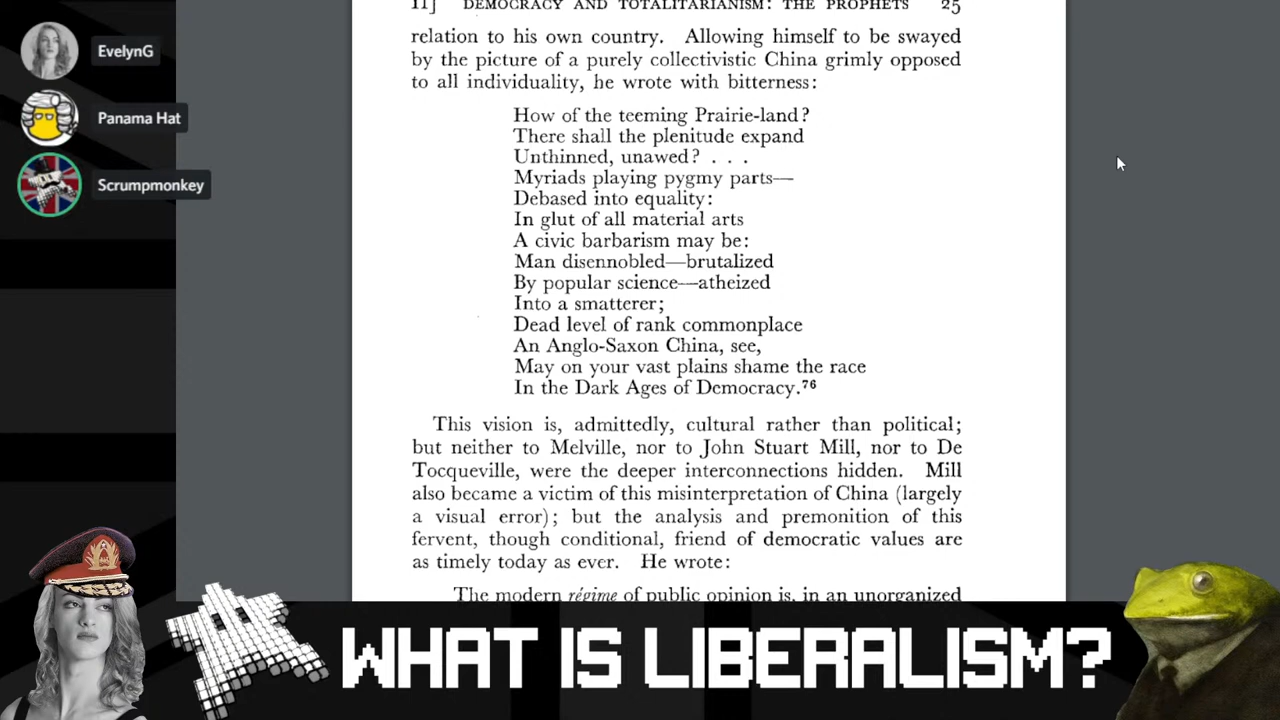 II] DEMOCRACY AND TOTALITARIANISM: THE PROPHETS 25
relation to his own country. Allowing himself to be swayed
by the picture of a purely collectivistic China grimly opposed
to all individuality, he wrote with bitterness:
How of the teeming Prairie-land?
There shall the plenitude expand
Unthinned, unawed? . . .
Myriads playing pygmy parts—
Debased into equality:
In glut of all material arts
A civic barbarism may be:
Man disennobled—brutalized
By popular science—atheized
Into a smatterer;
Dead level of rank commonplace
An Anglo-Saxon China, see,
May on your vast plains shame the race
In the Dark Ages of Democracy.76
This vision is, admittedly, cultural rather than political;
but neither to Melville, nor to John Stuart Mill, nor to De
Tocqueville, were the deeper interconnections hidden. Mill
also became a victim of this misinterpretation of China (largely
a visual error); but the analysis and premonition of this
fervent, though conditional, friend of democratic values are
as timely today as ever. He wrote:
The modern régime of public opinion is, in an unorganized
EvelynG
Panama Hat
Scrumpmonkey
WHAT IS LIBERALISM?